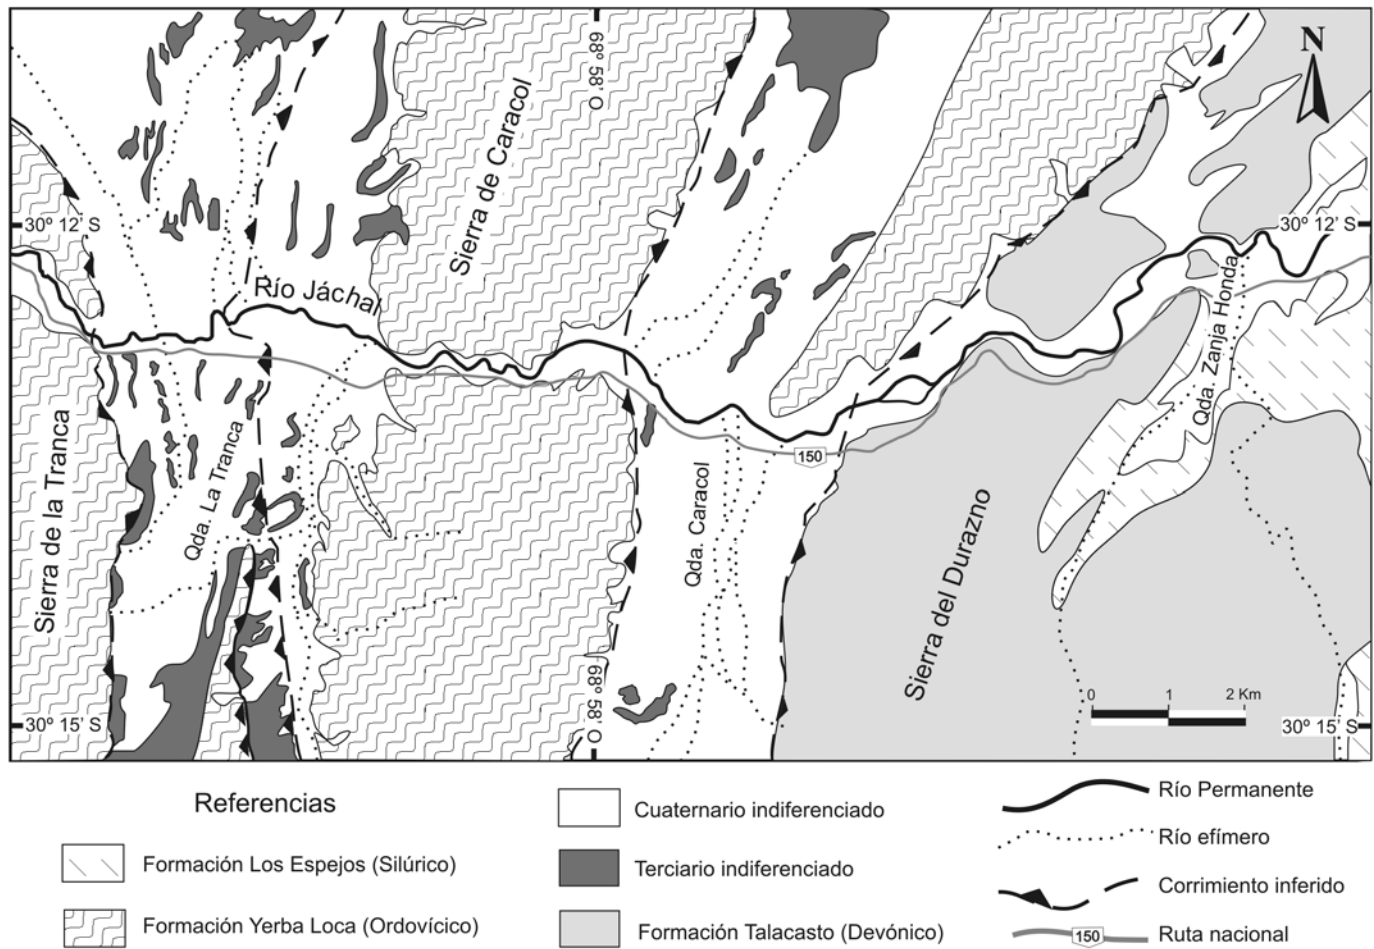 68º 58' O
N
Sierra de Caracol
30º 12' S
30º 12' S
Río Jáchal
Qda. Zanja Honda
Sierra de la Tranca
Qda. La Tranca
150
Qda. Caracol
Sierra del Durazno
68º 58' O
0 1 2 Km
30º 15' S
30º 15' S
Referencias
Formación Los Espejos (Silúrico)
Formación Yerba Loca (Ordovícico)
Cuaternario indiferenciado
Terciario indiferenciado
Formación Talacasto (Devónico)
Río Permanente
Río efímero
Corrimiento inferido
150
Ruta nacional